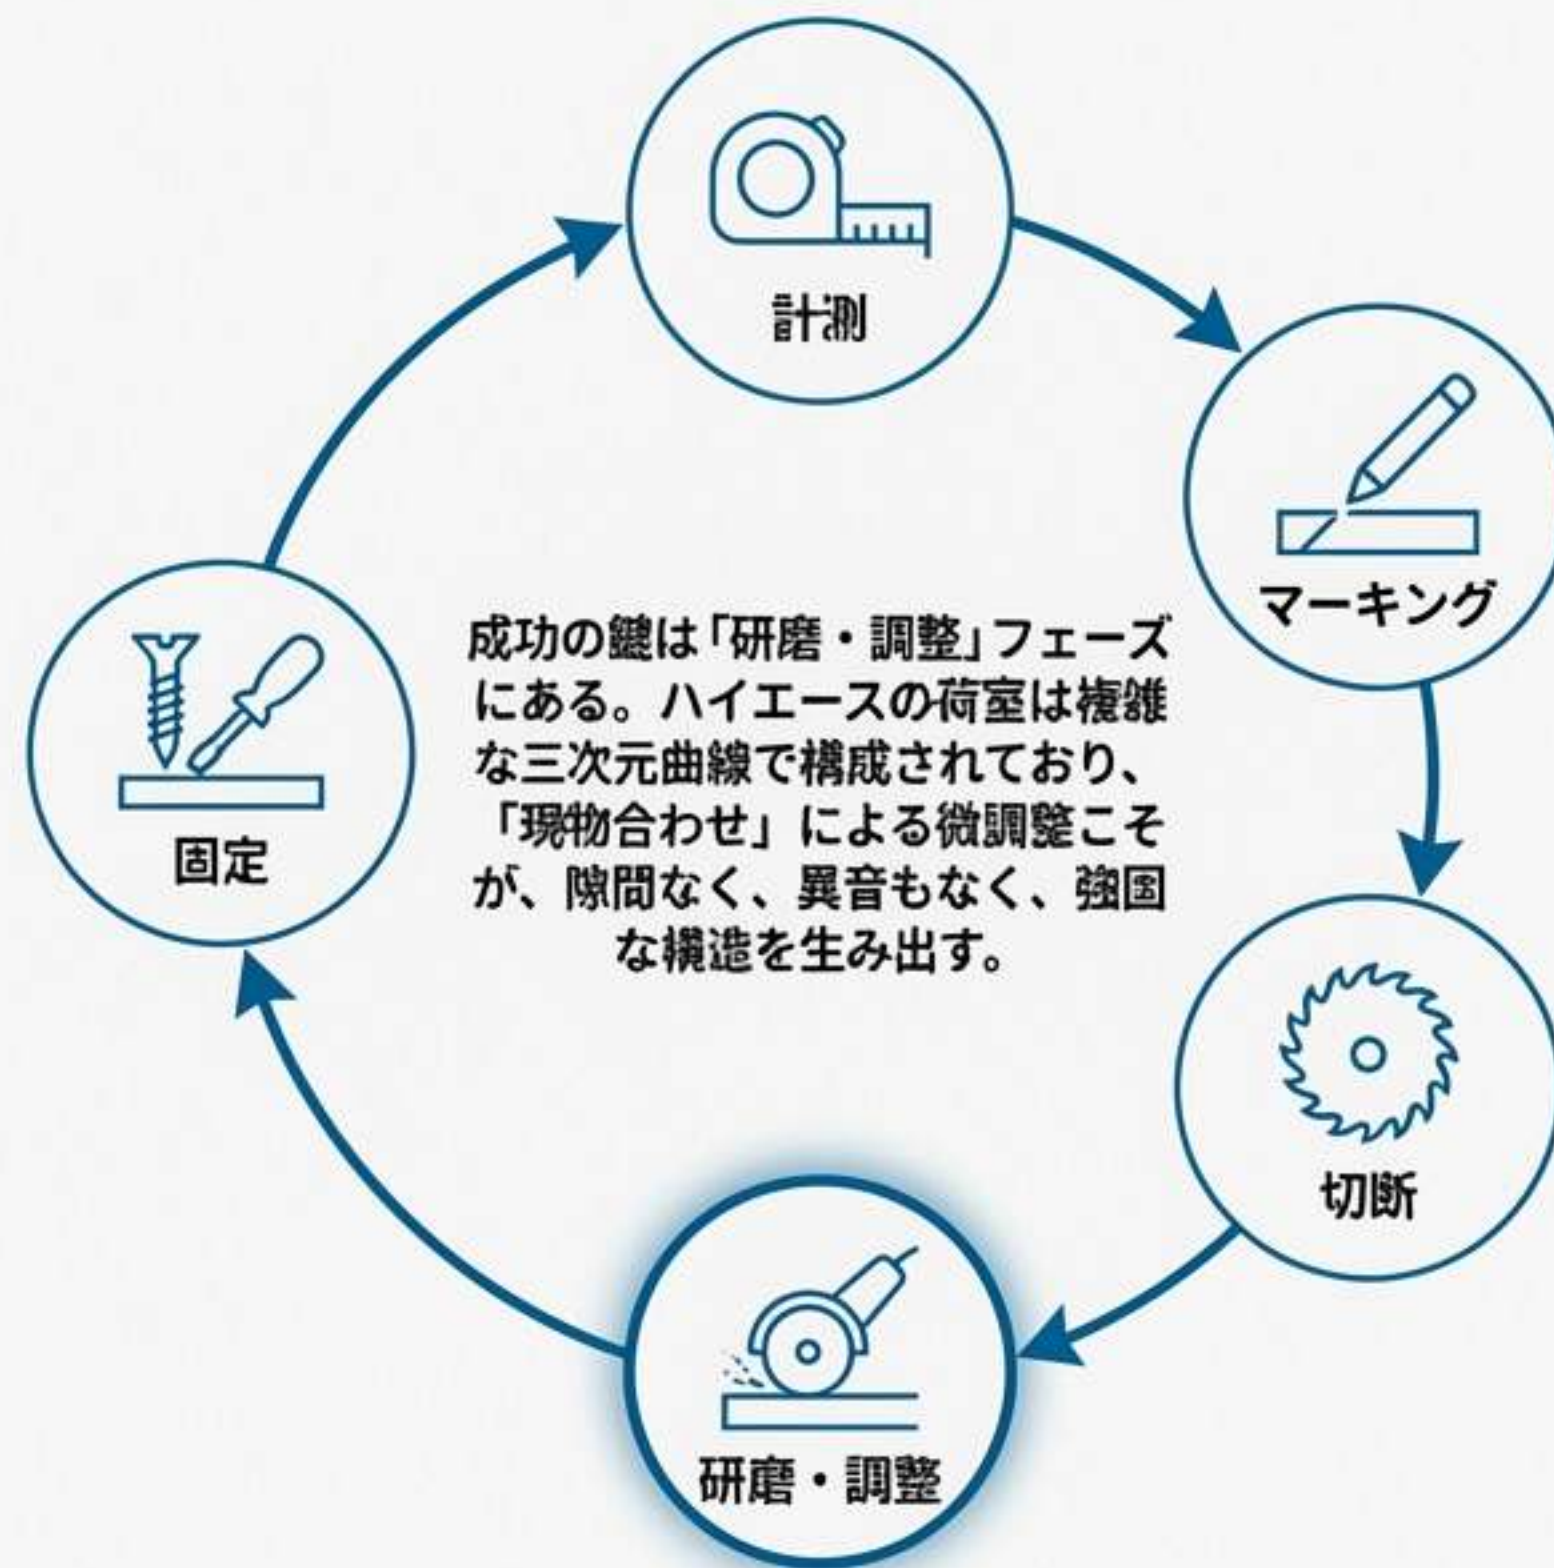 計測
マーキング
成功の鍵は「研磨・調整」フェーズ
にある。ハイエースの荷室は複雑
な三次元曲線で構成されており、
「現物合わせ」による微調整こそ
が、隙間なく、異音もなく、強固
な構造を生み出す。
固定
切断
研磨・調整